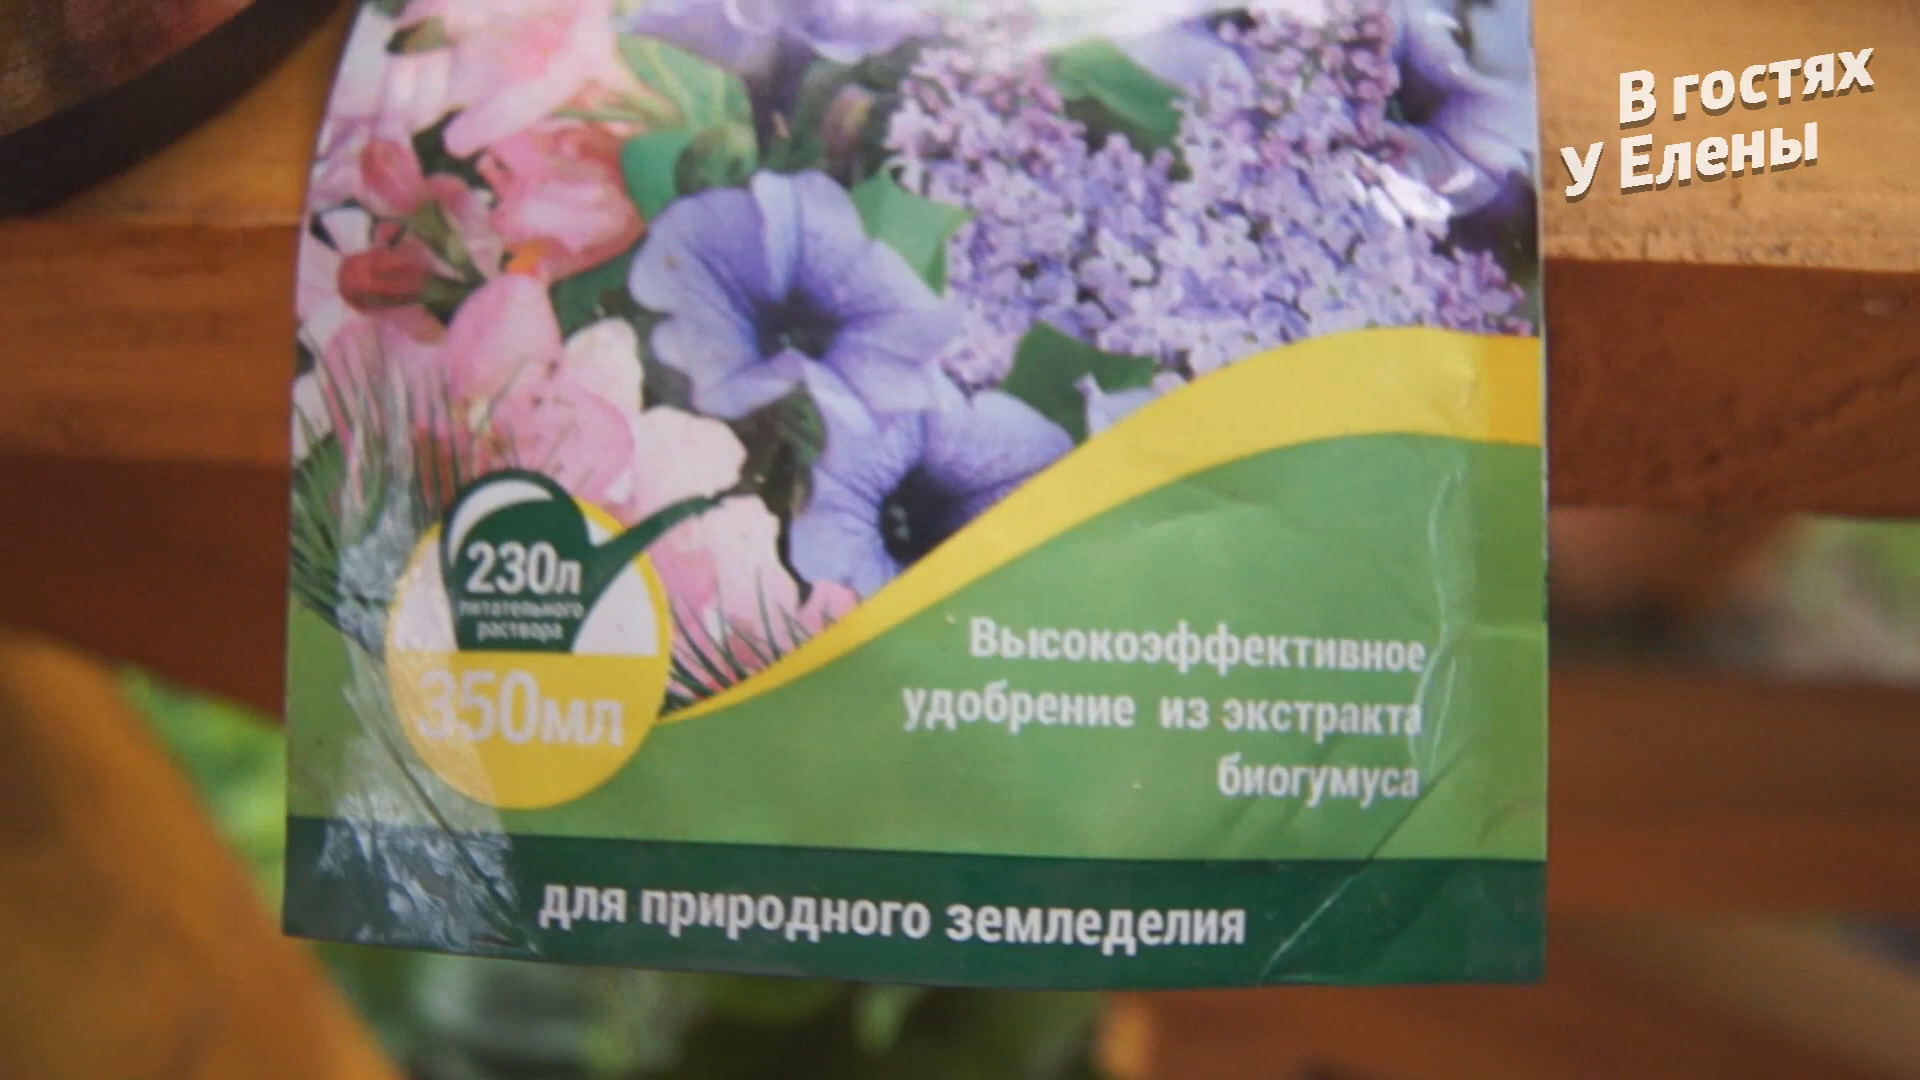 В гостях
у Елены
230л
питательного
раствора
350мл
Высокоэффективное
удобрение из экстракта
биогумуса
для природного земледелия